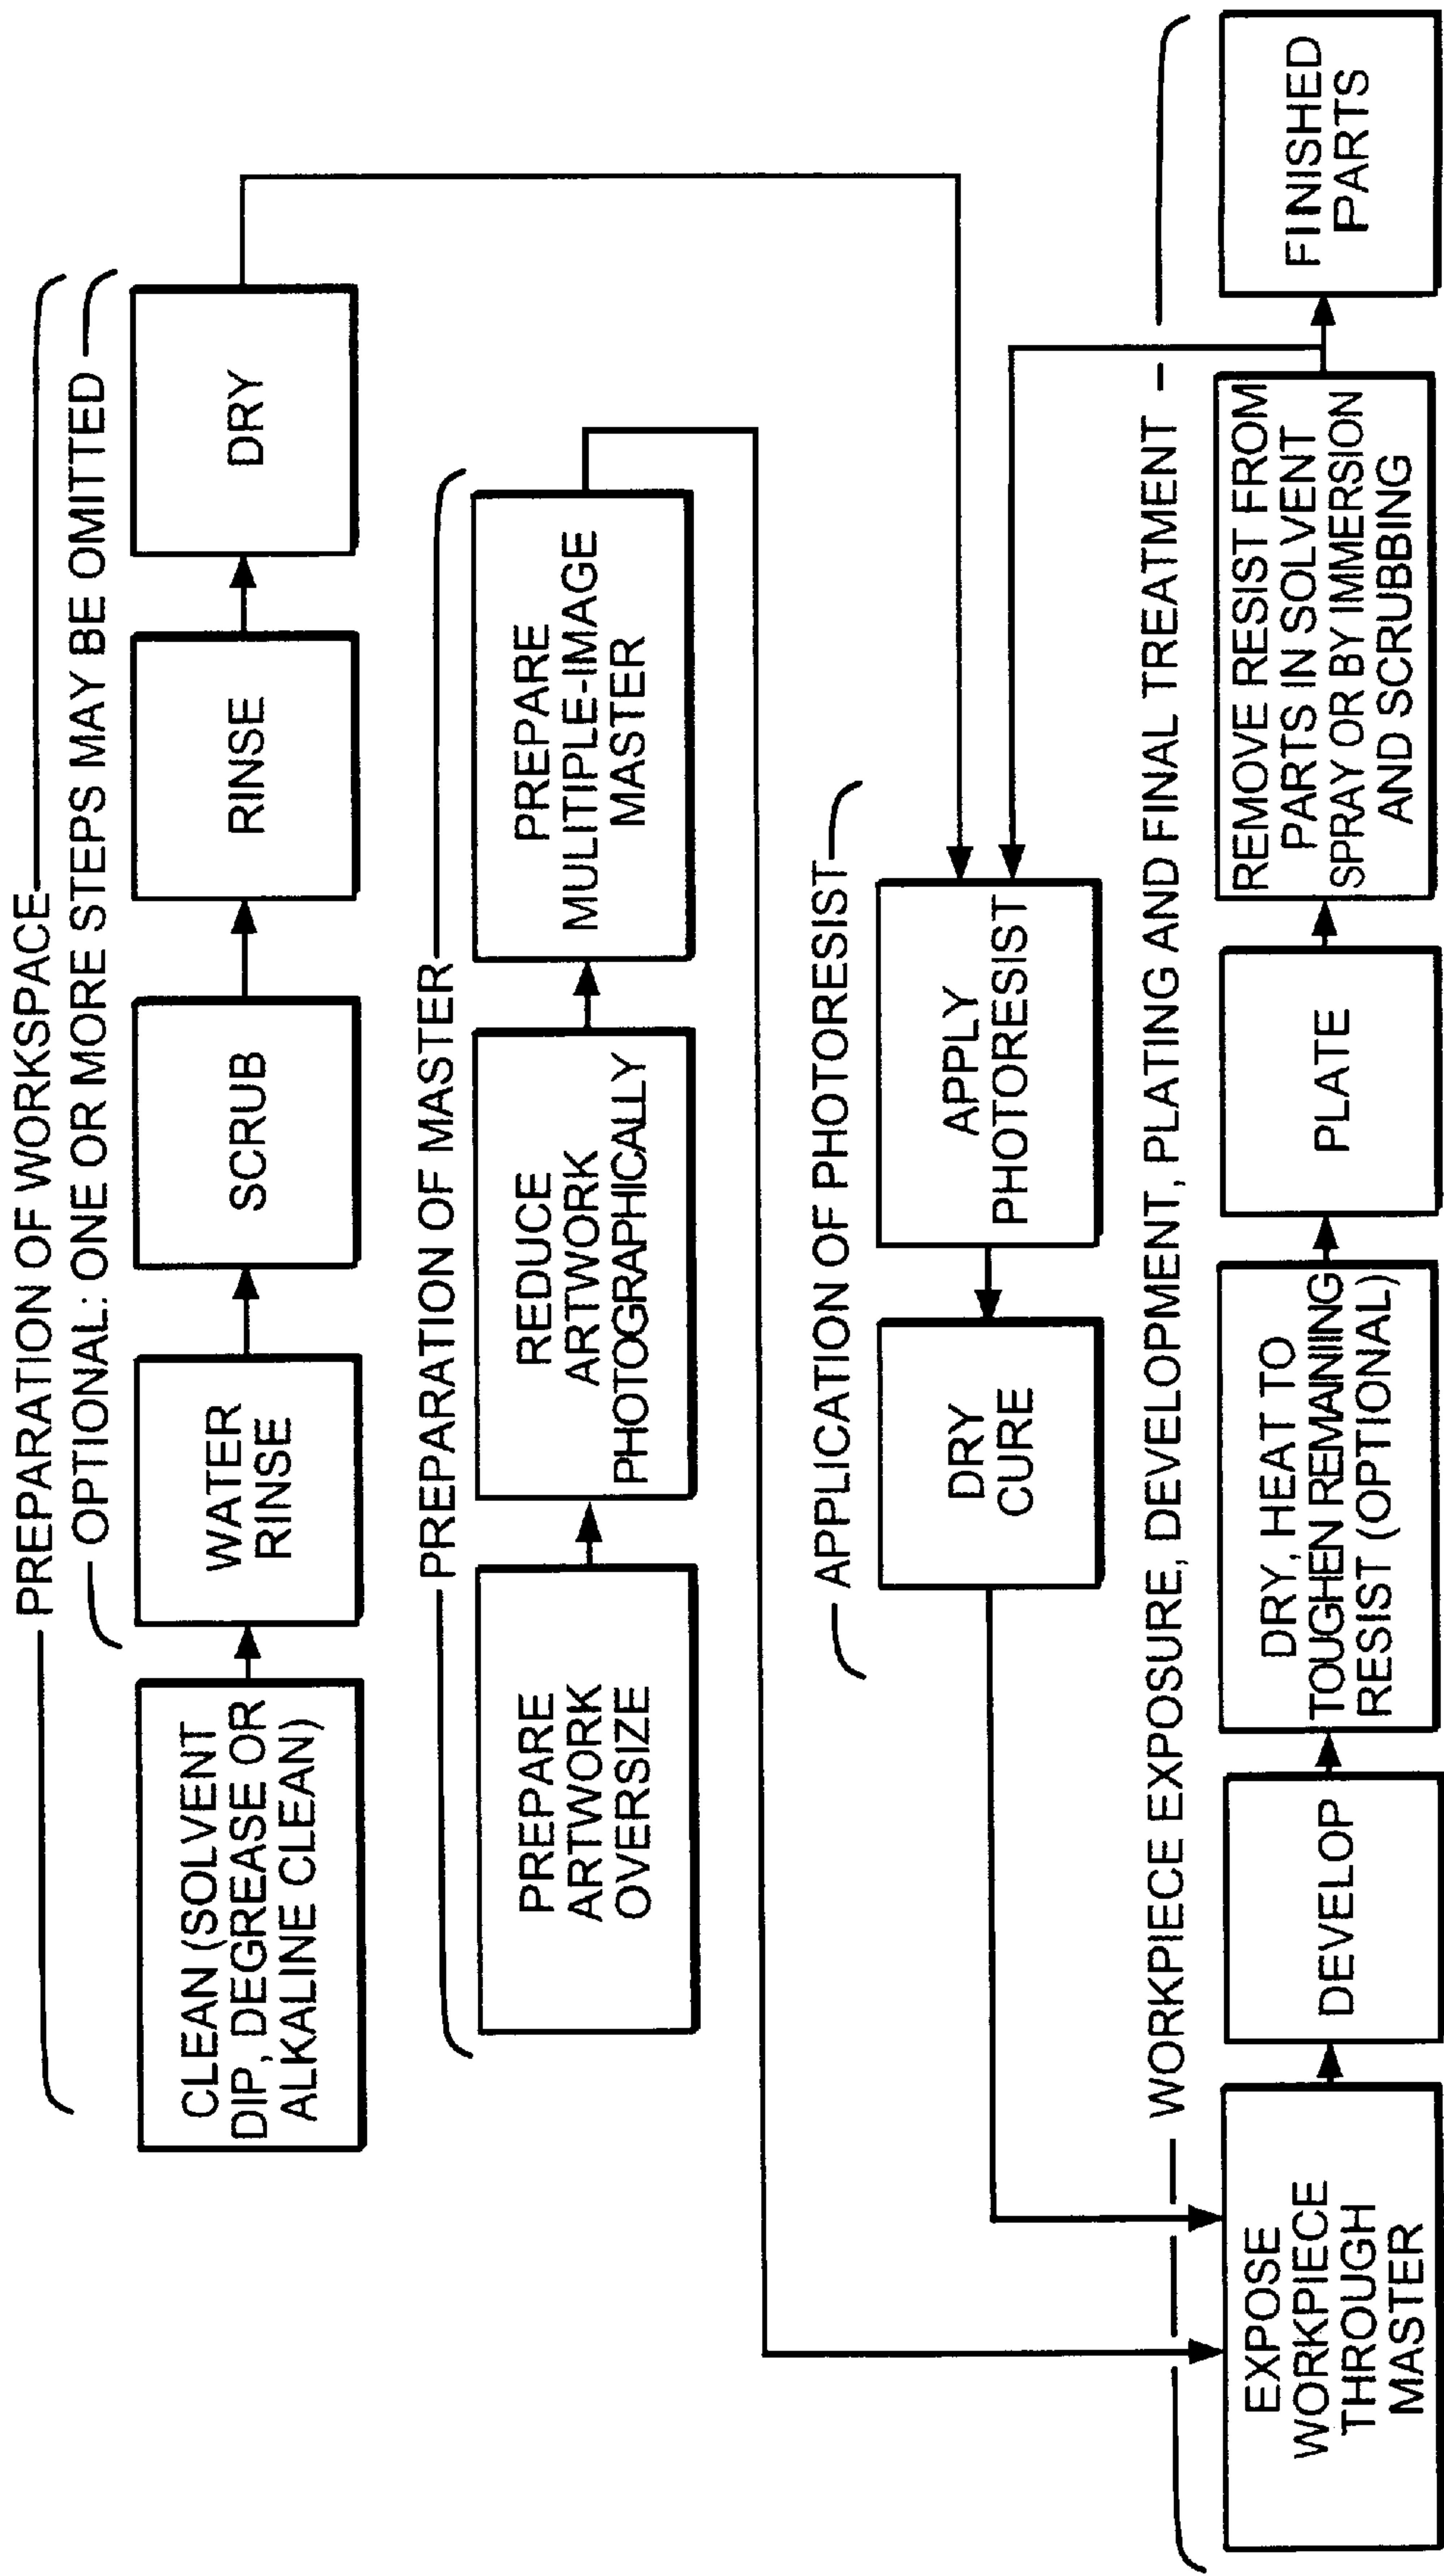 PREPARATION OF WORKSPACE
OPTIONAL: ONE OR MORE STEPS MAY BE OMITTED
CLEAN (SOLVENT
DIP, DEGREASE OR
ALKALINE CLEAN)
WATER
RINSE
SCRUB
RINSE
DRY
PREPARATION OF MASTER
PREPARE
ARTWORK
OVERSIZE
REDUCE
ARTWORK
PHOTOGRAPHICALLY
PREPARE
MULTIPLE-IMAGE
MASTER
APPLICATION OF PHOTORESIST
DRY
CURE
APPLY
PHOTORESIST
WORKPIECE EXPOSURE, DEVELOPMENT, PLATING AND FINAL TREATMENT
EXPOSE
WORKPIECE
THROUGH
MASTER
DEVELOP
DRY, HEAT TO
TOUGHEN REMAINING
RESIST (OPTIONAL)
PLATE
REMOVE RESIST FROM
PARTS IN SOLVENT
SPRAY OR BY IMMERSION
AND SCRUBBING
FINISHED
PARTS